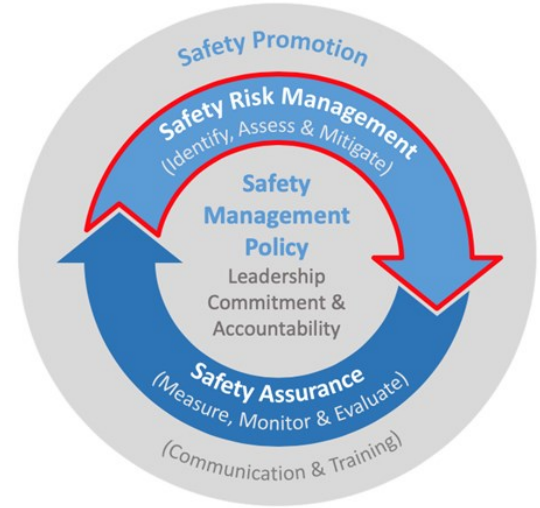 Safety Promotion
Safety Risk Management
(Identify, Assess & Mitigate)
Safety
Management
Policy
Leadership
Commitment &
Accountability
Safety Assurance
(Measure, Monitor & Evaluate)
(Communication & Training)